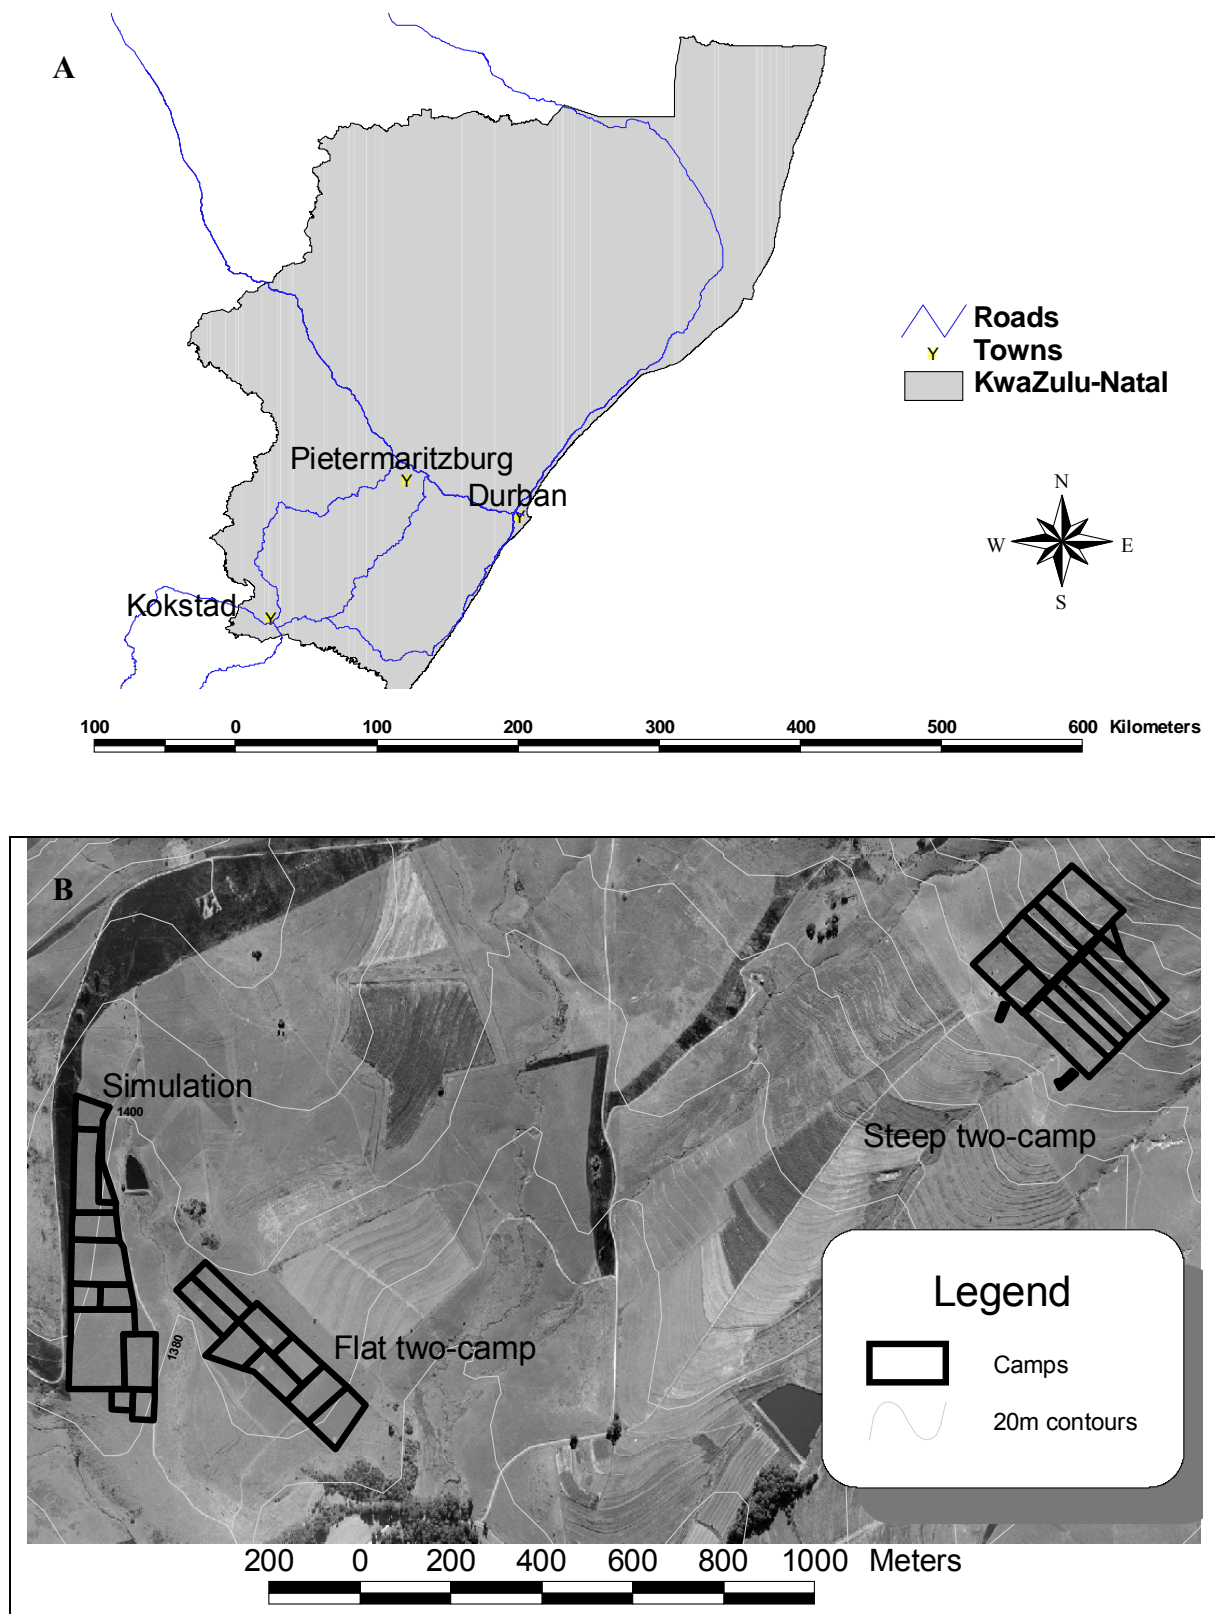 A
Roads
Towns
KwaZulu-Natal
Pietermaritzburg
Durban
Kokstad
N
W E
S
100 0 100 200 300 400 500 600 Kilometers
B
Simulation
1400
Steep two-camp
1380
Flat two-camp
Legend
Camps
20m contours
200 0 200 400 600 800 1000 Meters